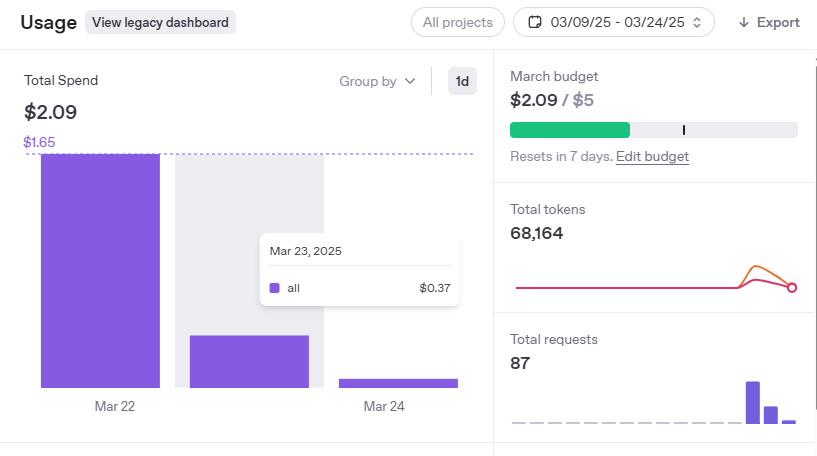 Usage View legacy dashboard All projects 03/09/25 - 03/24/25 Export
Total Spend Group by 1d
$2.09
$1.65
Mar 23, 2025
all $0.37
Mar 22 Mar 24
March budget
$2.09 / $5
Resets in 7 days. Edit budget
Total tokens
68,164
Total requests
87